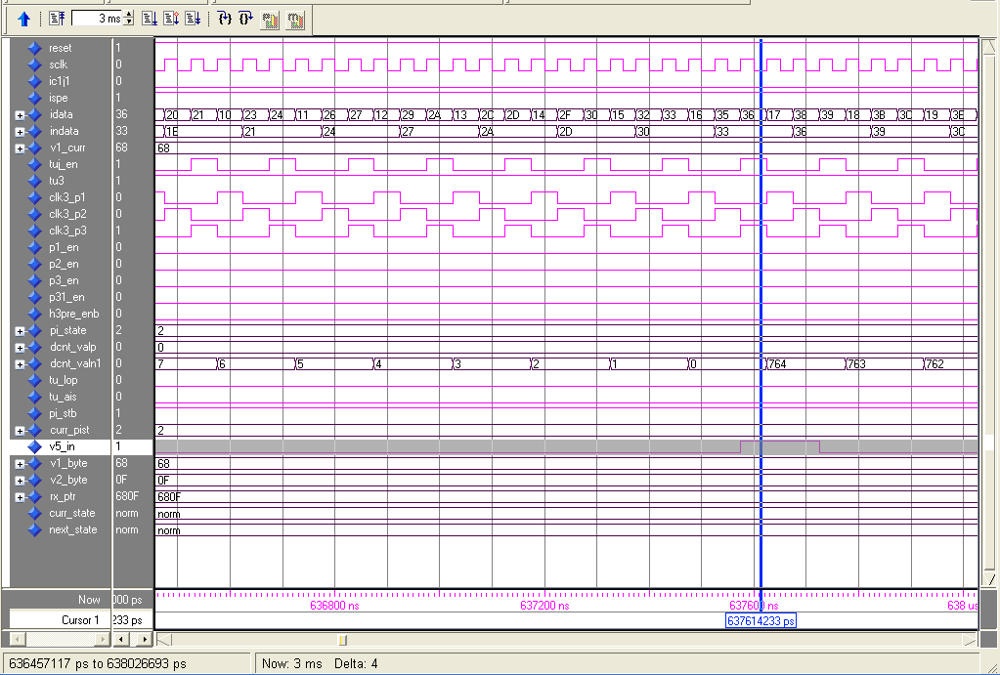 3 ms
reset 1
sclk 0
ic1j1 0
ispe 1
idata 36 20 21 10 23 24 11 26 27 12 29 2A 13 2C 2D 14 2F 30 15 32 33 16 35 36 17 38 39 18 3B 3C 19 3E
indata 33 1E 21 24 27 2A 2D 30 33 36 39 3C
v1_curr 68 68
tuj_en 1
tu3 1
clk3_p1 0
clk3_p2 0
clk3_p3 1
p1_en 0
p2_en 0
p3_en 0
p31_en 0
h3pre_enb 0
pi_state 2 2
dcnt_valp 0 0
dcnt_valn1 0 7 6 5 4 3 2 1 0 764 763 762
tu_lop 0
tu_ais 0
pi_stb 1
curr_pist 2 2
v5_in 1
v1_byte 68 68
v2_byte 0F 0F
rx_ptr 680F 680F
curr_state norm norm
next_state norm norm
Now 000 ps
636800 ns 637200 ns 637600 ns 638 us
Cursor 1 233 ps 637614233 ps
636457117 ps to 638026693 ps Now: 3 ms Delta: 4